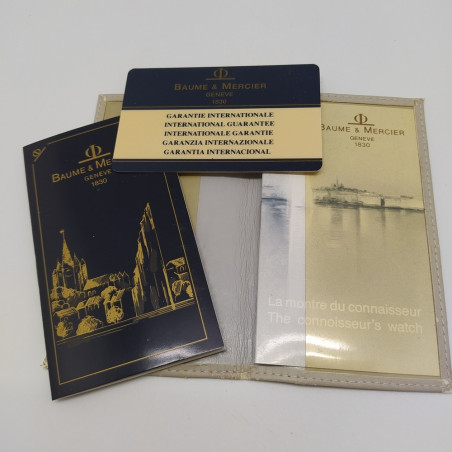 Φ
BAUME & MERCIER
GENEVE
1830
GARANTIE INTERNATIONALE
INTERNATIONAL GUARANTEE
INTERNATIONALE GARANTIE
GARANZIA INTERNAZIONALE
GARANTIA INTERNACIONAL
Φ
BAUME & MERCIER
GENEVE
1830
BAUME & MERCIER
GENEVE
1830
La montre du connaisseur
The connoisseur's watch